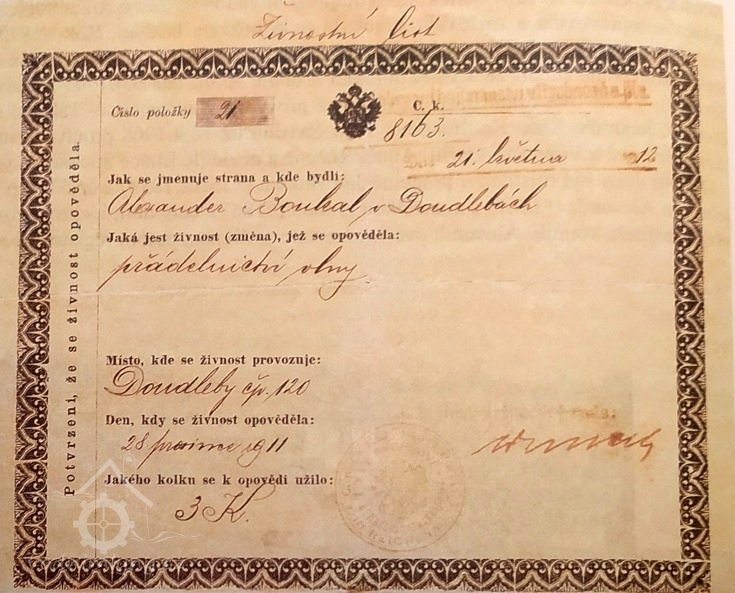 Živnostní list
Číslo položky 21
C. k.
8163.
21. května 12
Jak se jmenuje strana a kde bydlí:
Alexander Boukal v Doudlebách
Jaká jest živnost (změna), jež se opověděla:
přádelnictví vlny
Místo, kde se živnost provozuje:
Doudleby čp. 120
Den, kdy se živnost opověděla:
28 prosince 1911
Jakého kolku se k opovědi užilo:
3 K.
Potvrzení, že se živnost opověděla.